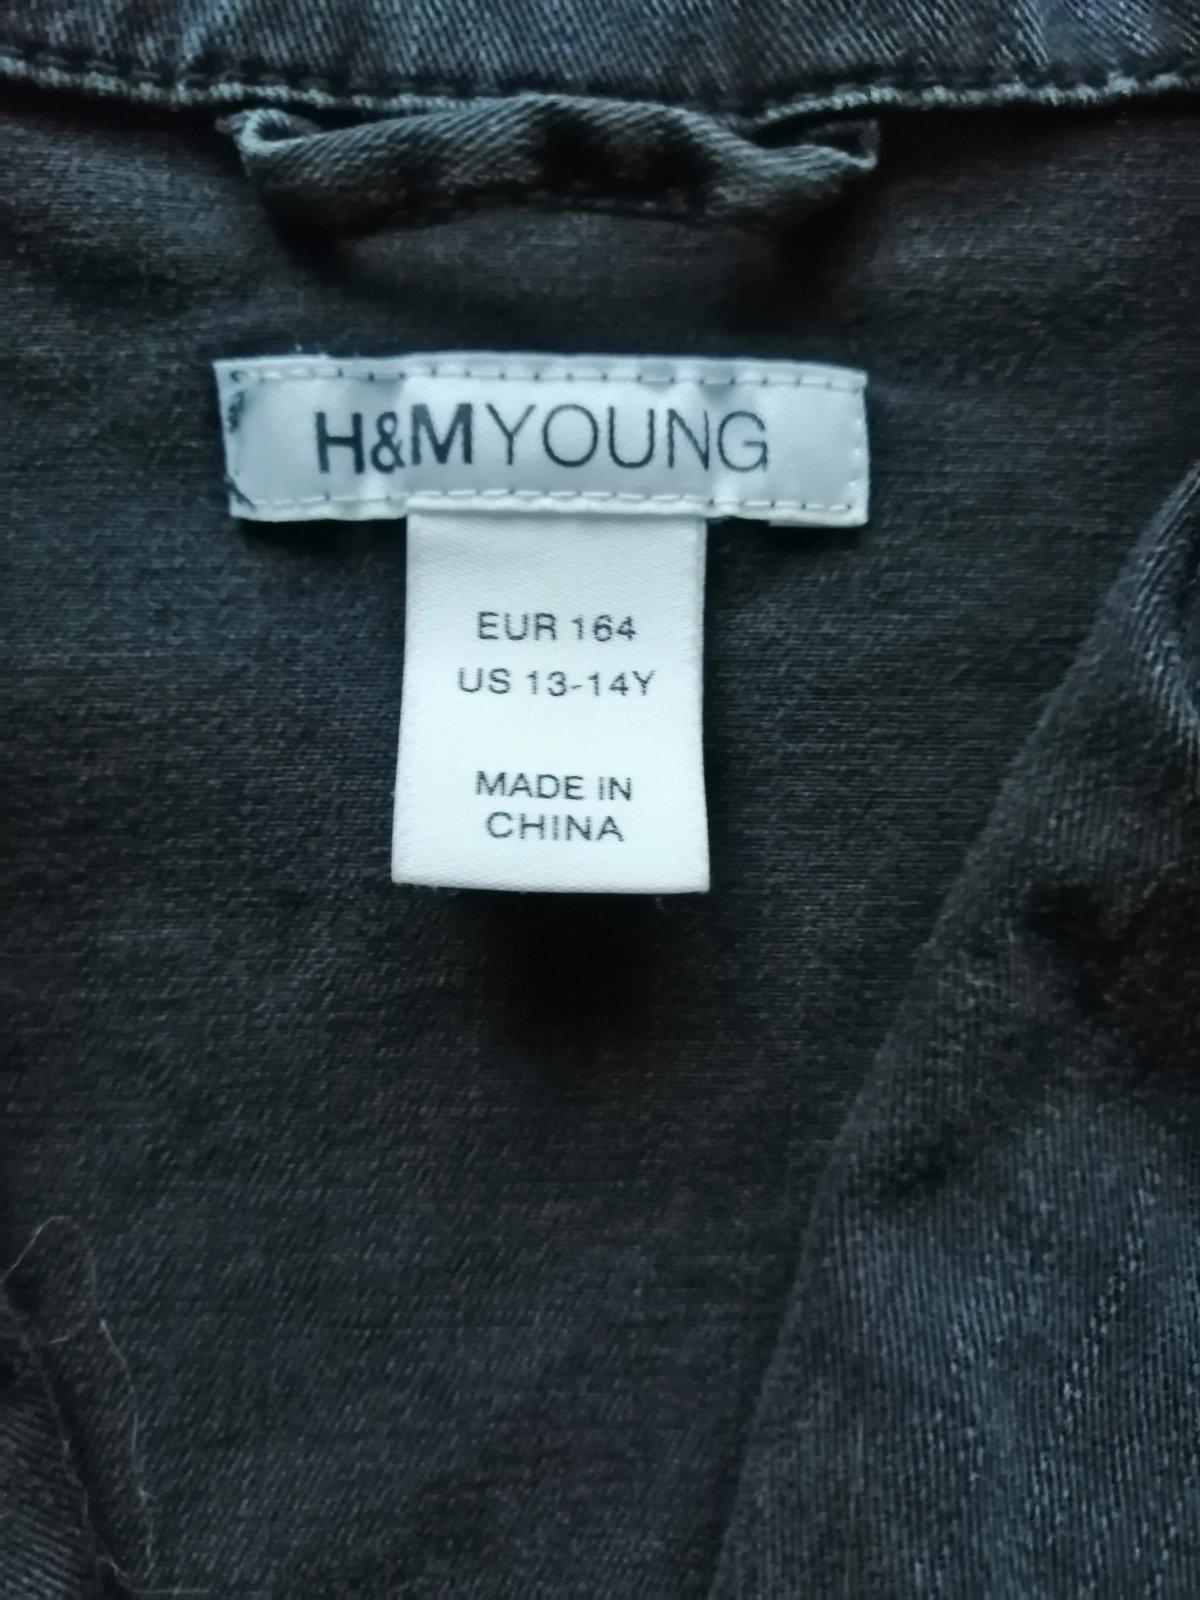 H&MYOUNG
EUR 164
US 13-14Y
MADE IN
CHINA